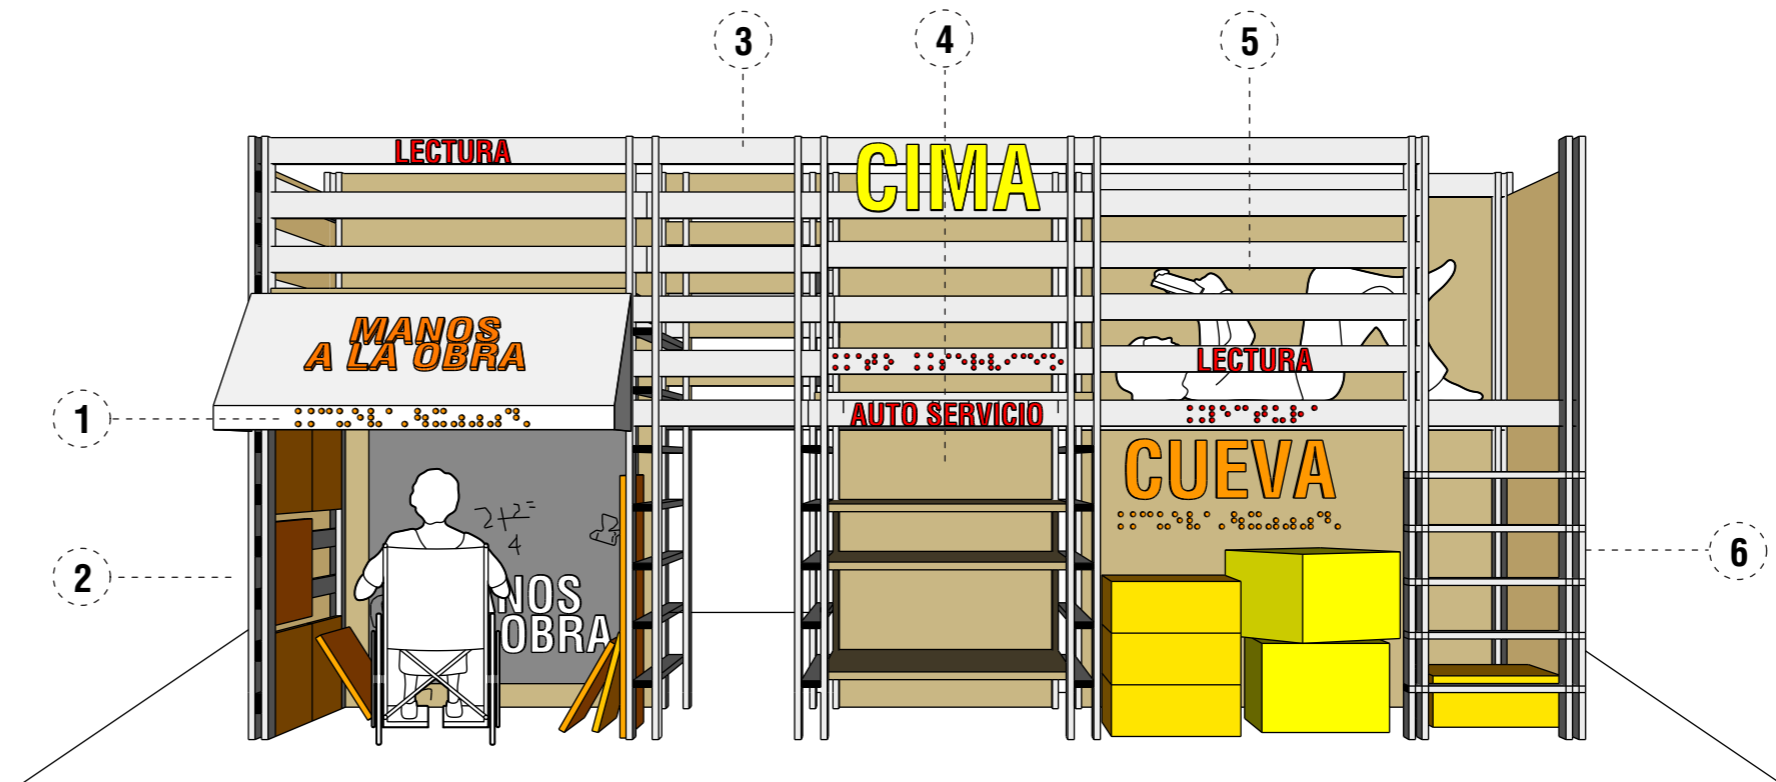 3
4
5
LECTURA
CIMA
MANOS
A LA OBRA
LECTURA
1
AUTO SERVICIO
CUEVA
2+2=
4
2
NOS
OBRA
6